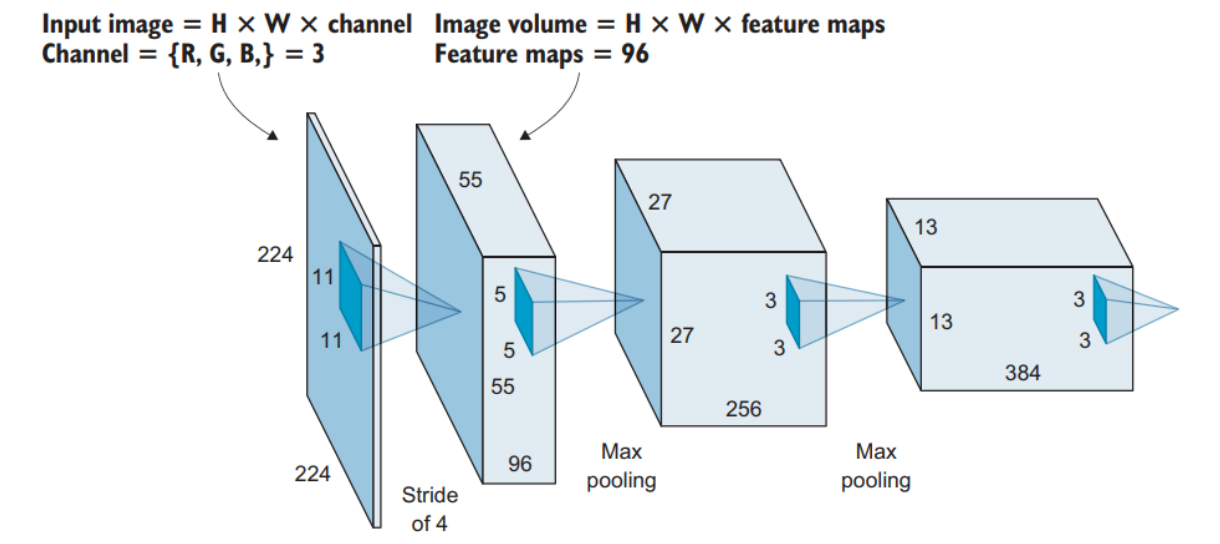 Input image = H × W × channel
Channel = {R, G, B,} = 3
Image volume = H × W × feature maps
Feature maps = 96
224
11
11
224
Stride
of 4
55
5
5
55
96
Max
pooling
27
27
3
3
256
Max
pooling
13
13
3
3
384